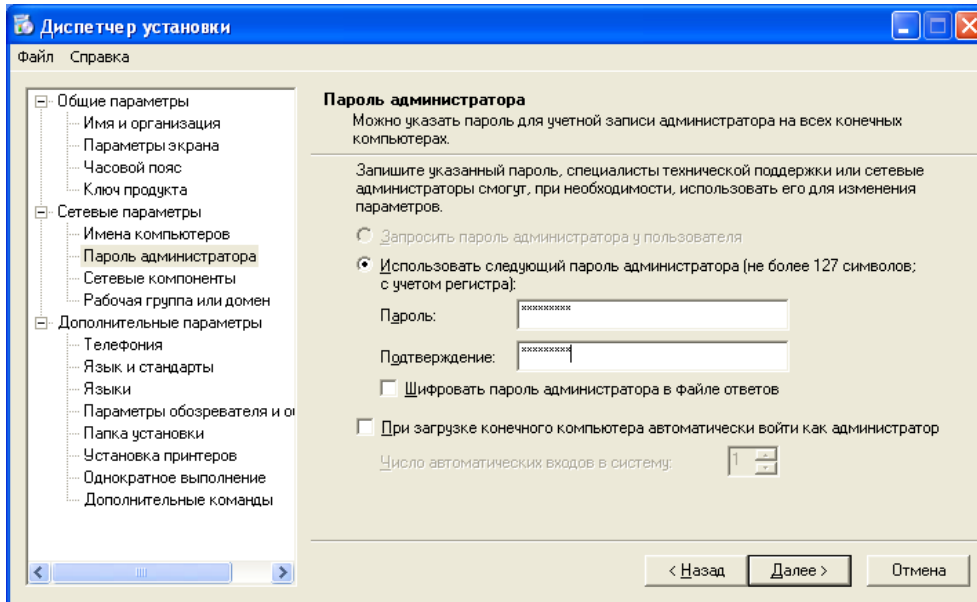 Диспетчер установки
Файл Справка
Общие параметры
Имя и организация
Параметры экрана
Часовой пояс
Ключ продукта
Сетевые параметры
Имена компьютеров
Пароль администратора
Сетевые компоненты
Рабочая группа или домен
Дополнительные параметры
Телефония
Язык и стандарты
Языки
Параметры обозревателя и
Папка установки
Установка принтеров
Однократное выполнение
Дополнительные команды
Пароль администратора
Можно указать пароль для учетной записи администратора на всех конечных
компьютерах.
Запишите указанный пароль, специалисты технической поддержки или сетевые
администраторы смогут, при необходимости, использовать его для изменения
параметров.
Запросить пароль администратора у пользователя
Использовать следующий пароль администратора (не более 127 символов;
с учетом регистра):
Пароль: *********
Подтверждение: *********
Шифровать пароль администратора в файле ответов
При загрузке конечного компьютера автоматически войти как администратор
Число автоматических входов в систему: 1
< Назад Далее > Отмена